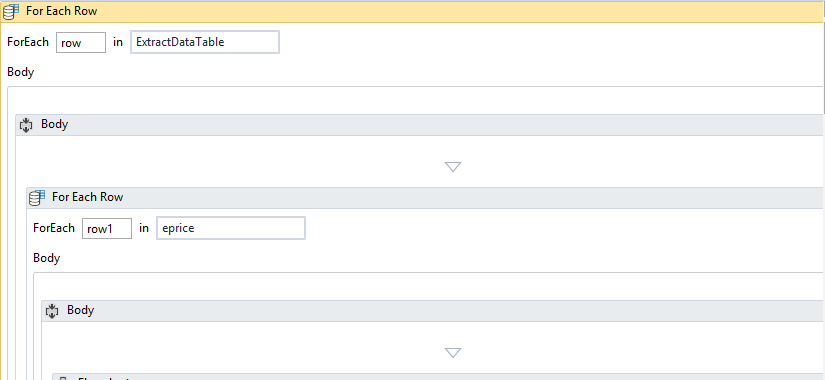 For Each Row
ForEach row in ExtractDataTable
Body
Body
For Each Row
ForEach row1 in eprice
Body
Body